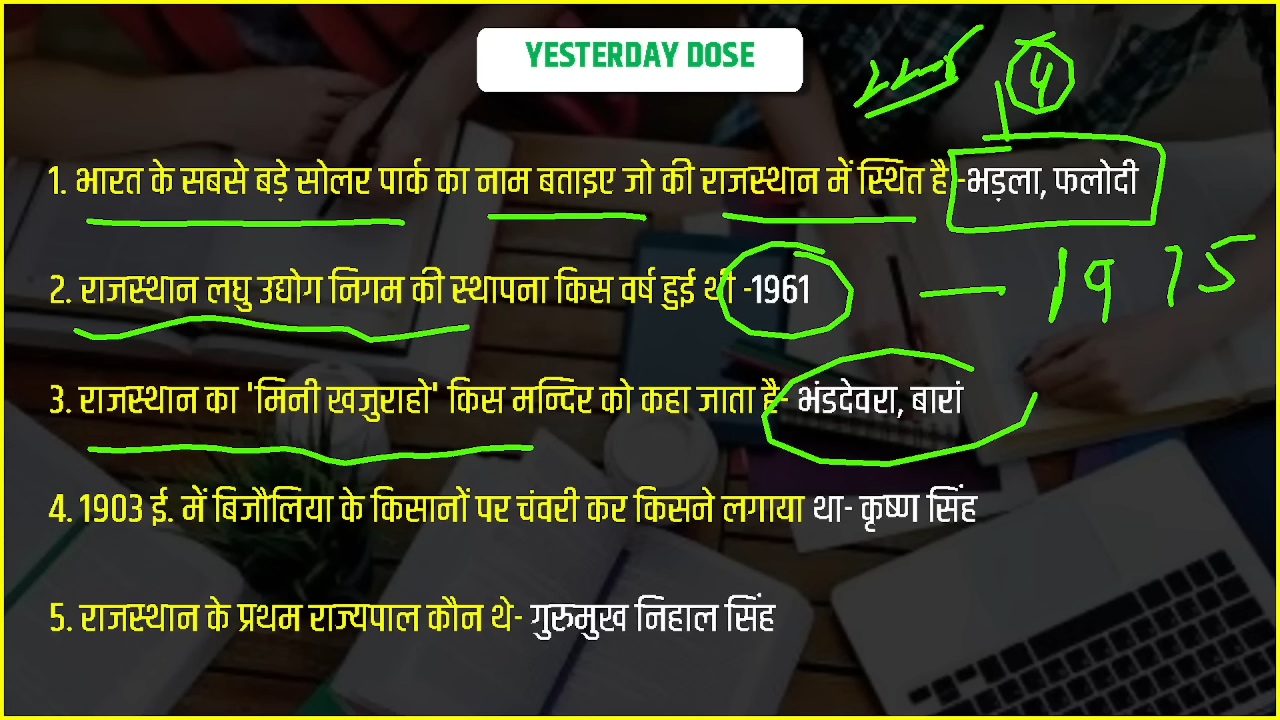 YESTERDAY DOSE
4
1. भारत के सबसे बड़े सोलर पार्क का नाम बताइए जो की राजस्थान में स्थित है -भड़ला, फलोदी
2. राजस्थान लघु उद्योग निगम की स्थापना किस वर्ष हुई थी -1961 — 1975
3. राजस्थान का 'मिनी खजुराहो' किस मन्दिर को कहा जाता है- भंडदेवरा, बारां
4. 1903 ई. में बिजौलिया के किसानों पर चंवरी कर किसने लगाया था- कृष्ण सिंह
5. राजस्थान के प्रथम राज्यपाल कौन थे- गुरुमुख निहाल सिंह